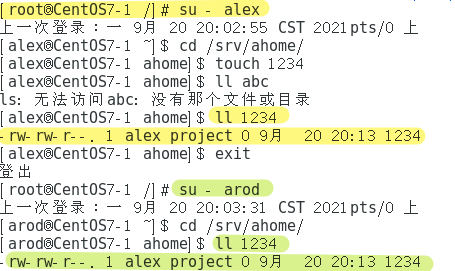 [root@CentOS7-1 /]# su - alex
上一次登录：一 9月 20 20:02:55 CST 2021pts/0 上
[alex@CentOS7-1 ~]$ cd /srv/ahome/
[alex@CentOS7-1 ahome]$ touch 1234
[alex@CentOS7-1 ahome]$ ll abc
ls: 无法访问abc: 没有那个文件或目录
[alex@CentOS7-1 ahome]$ ll 1234
-rw-rw-r--. 1 alex project 0 9月  20 20:13 1234
[alex@CentOS7-1 ahome]$ exit
登出
[root@CentOS7-1 /]# su - arod
上一次登录：一 9月 20 20:03:31 CST 2021pts/0 上
[arod@CentOS7-1 ~]$ cd /srv/ahome/
[arod@CentOS7-1 ahome]$ ll 1234
-rw-rw-r--. 1 alex project 0 9月  20 20:13 1234